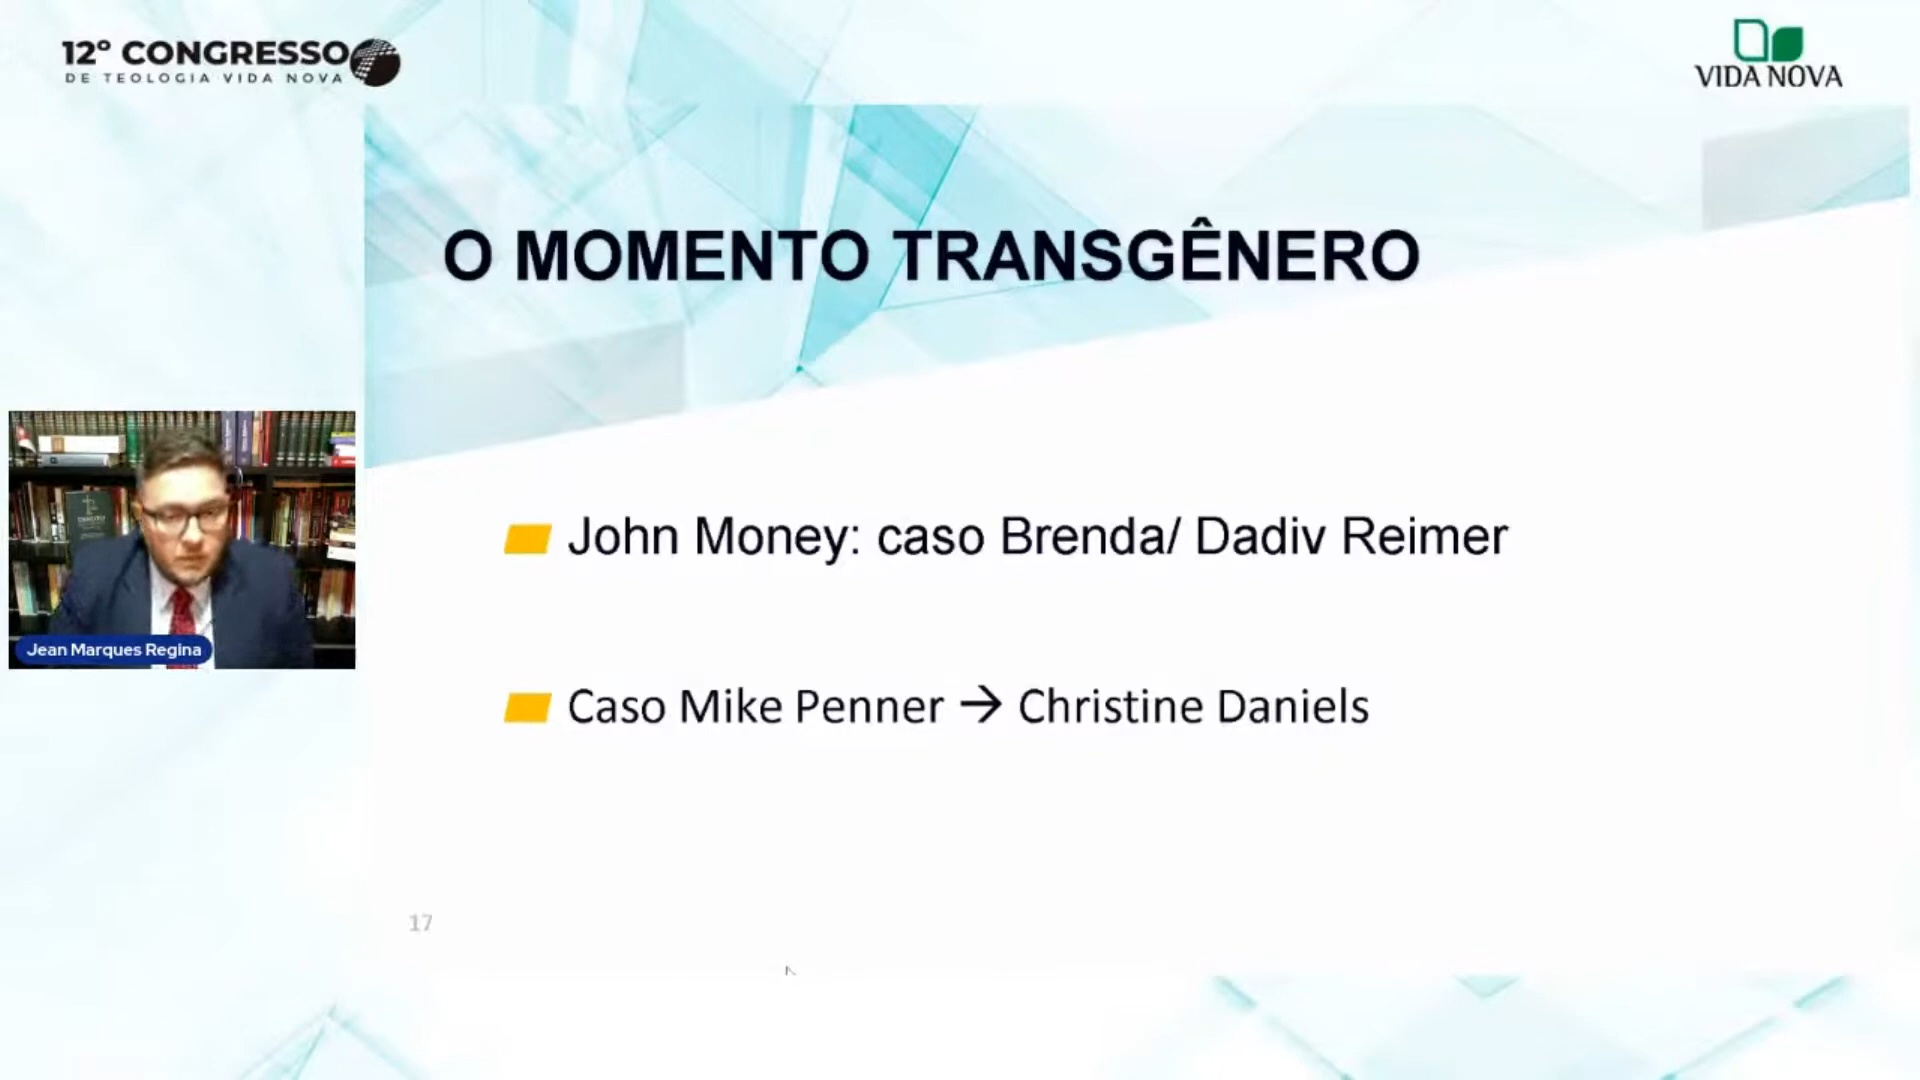 12º CONGRESSO
DE TEOLOGIA VIDA NOVA
VIDA NOVA
O MOMENTO TRANSGÊNERO
John Money: caso Brenda/ Dadiv Reimer
Caso Mike Penner → Christine Daniels
Jean Marques Regina
17